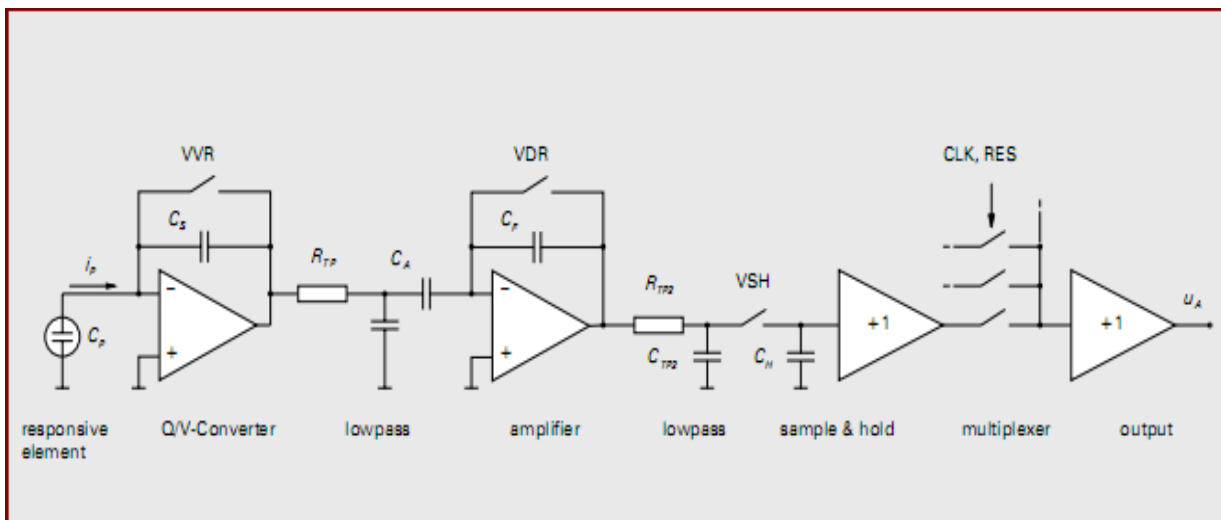 VVR
VDR
CLK, RES
C_S
C_F
i_P
R_TP
C_A
R_TP2
VSH
u_A
−
−
+1
+1
C_P
+
+
C_TP2
C_H
responsive element
Q/V-Converter
lowpass
amplifier
lowpass
sample & hold
multiplexer
output